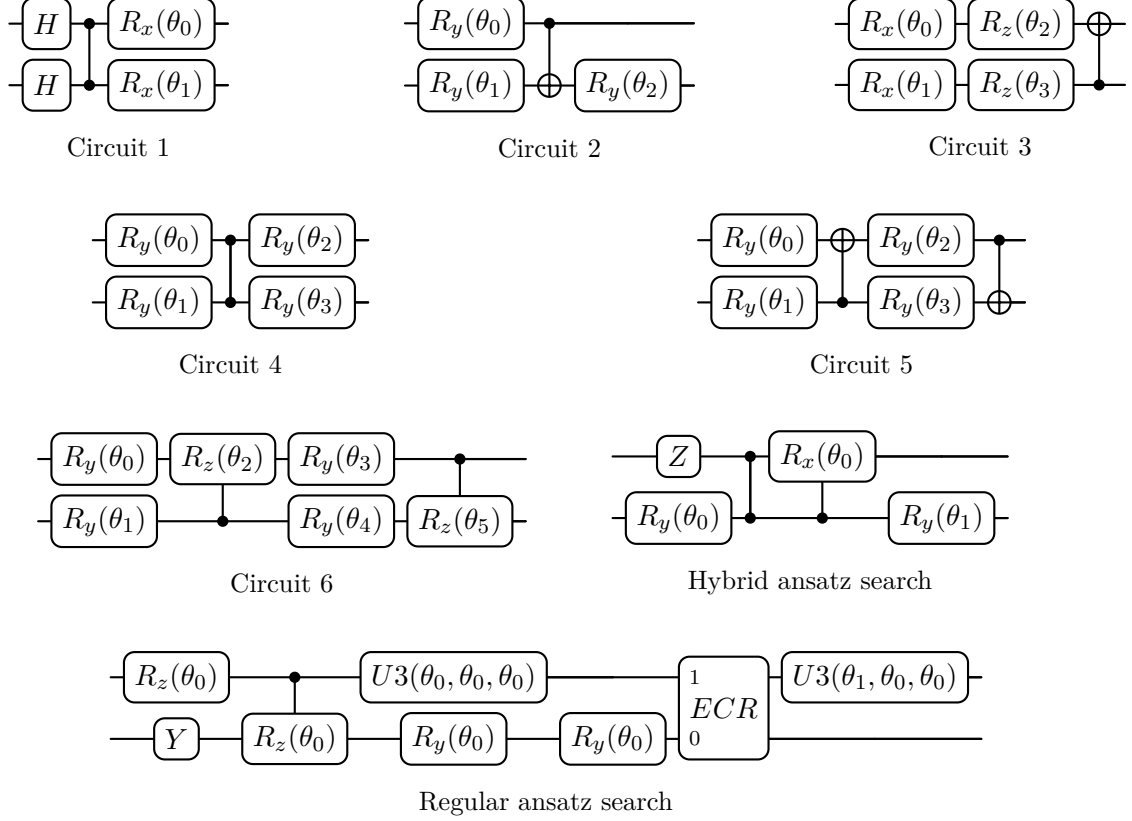 H R_x(θ_0) R_y(θ_0) R_x(θ_0) R_z(θ_2)
H R_x(θ_1) R_y(θ_1) R_y(θ_2) R_x(θ_1) R_z(θ_3)
Circuit 1 Circuit 2 Circuit 3
R_y(θ_0) R_y(θ_2) R_y(θ_0) R_y(θ_2)
R_y(θ_1) R_y(θ_3) R_y(θ_1) R_y(θ_3)
Circuit 4 Circuit 5
R_y(θ_0) R_z(θ_2) R_y(θ_3) Z R_x(θ_0)
R_y(θ_1) R_y(θ_4) R_z(θ_5) R_y(θ_0) R_y(θ_1)
Circuit 6 Hybrid ansatz search
R_z(θ_0) U3(θ_0, θ_0, θ_0) 1 U3(θ_1, θ_0, θ_0)
ECR
Y R_z(θ_0) R_y(θ_0) R_y(θ_0) 0
Regular ansatz search